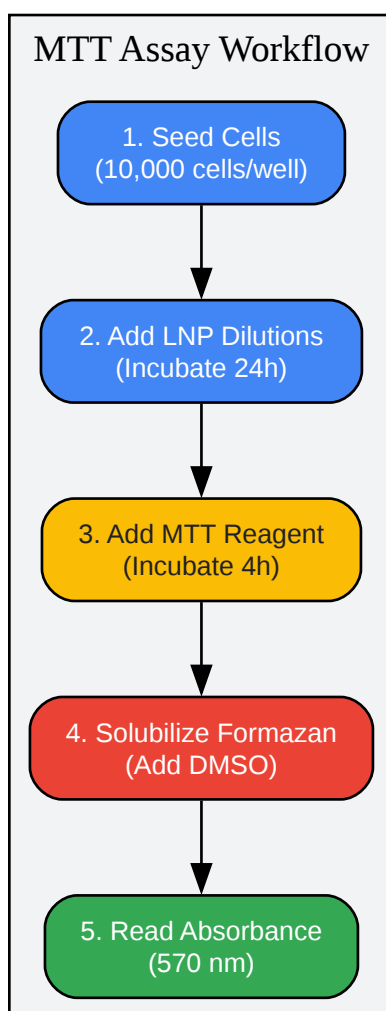 MTT Assay Workflow
1. Seed Cells
(10,000 cells/well)
2. Add LNP Dilutions
(Incubate 24h)
3. Add MTT Reagent
(Incubate 4h)
4. Solubilize Formazan
(Add DMSO)
5. Read Absorbance
(570 nm)